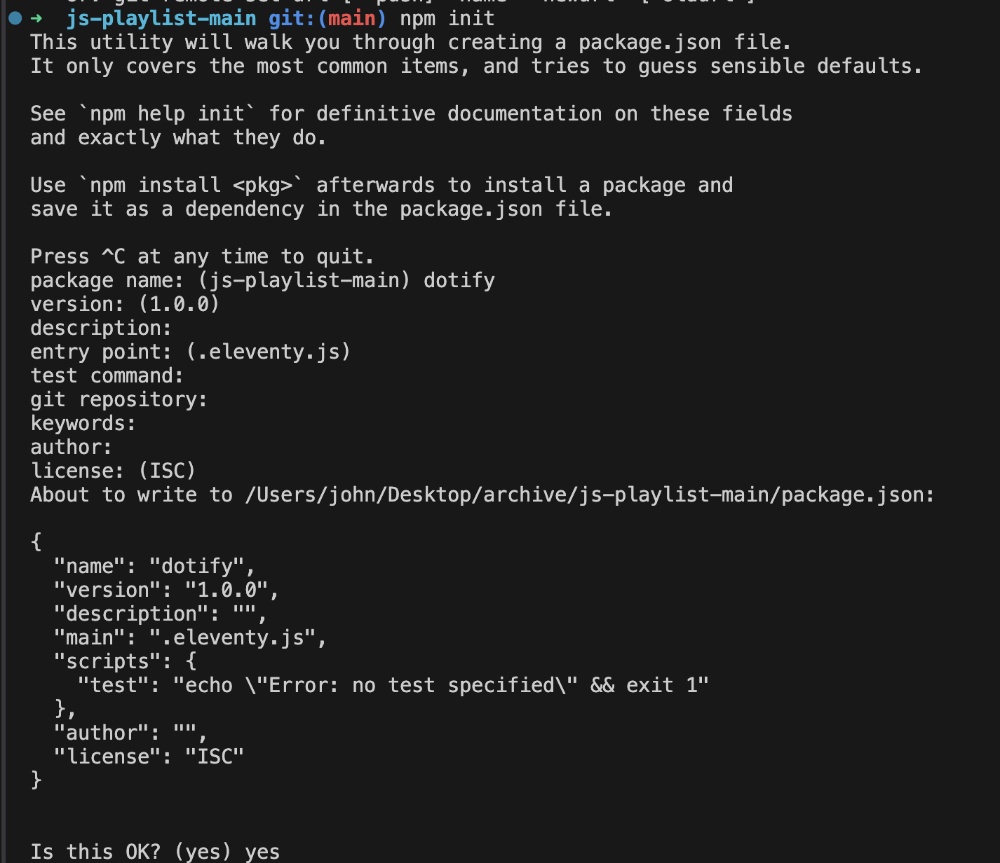 ➜ js-playlist-main git:(main) npm init
This utility will walk you through creating a package.json file.
It only covers the most common items, and tries to guess sensible defaults.
See `npm help init` for definitive documentation on these fields
and exactly what they do.
Use `npm install <pkg>` afterwards to install a package and
save it as a dependency in the package.json file.
Press ^C at any time to quit.
package name: (js-playlist-main) dotify
version: (1.0.0)
description:
entry point: (.eleventy.js)
test command:
git repository:
keywords:
author:
license: (ISC)
About to write to /Users/john/Desktop/archive/js-playlist-main/package.json:
{
  "name": "dotify",
  "version": "1.0.0",
  "description": "",
  "main": ".eleventy.js",
  "scripts": {
    "test": "echo \"Error: no test specified\" && exit 1"
  },
  "author": "",
  "license": "ISC"
}
Is this OK? (yes) yes